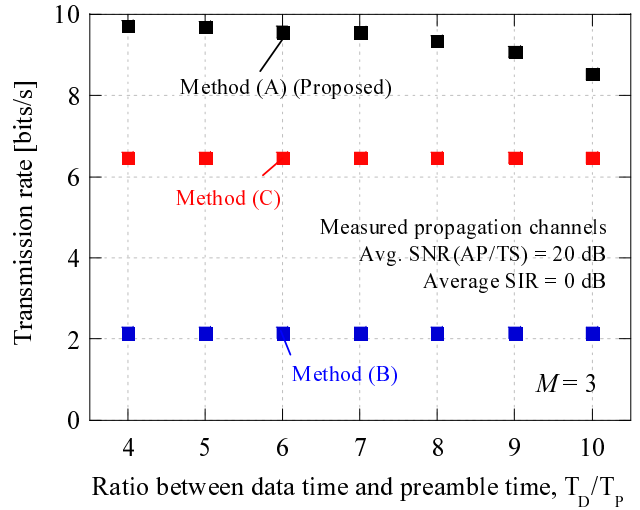 10
8
6
4
2
0
Transmission rate [bits/s]
Method (A) (Proposed)
Method (C)
Measured propagation channels
Avg. SNR(AP/TS) = 20 dB
Average SIR = 0 dB
Method (B)
M = 3
4 5 6 7 8 9 10
Ratio between data time and preamble time, T_D/T_P